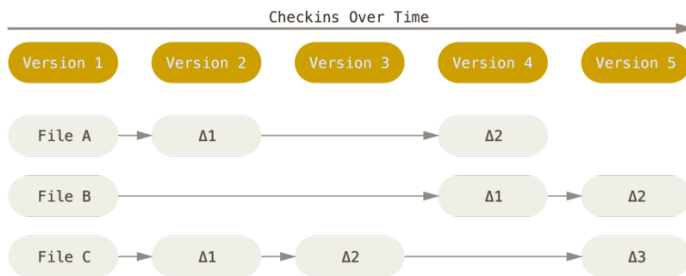 Checkins Over Time
Version 1 Version 2 Version 3 Version 4 Version 5
File A Δ1 Δ2
File B Δ1 Δ2
File C Δ1 Δ2 Δ3